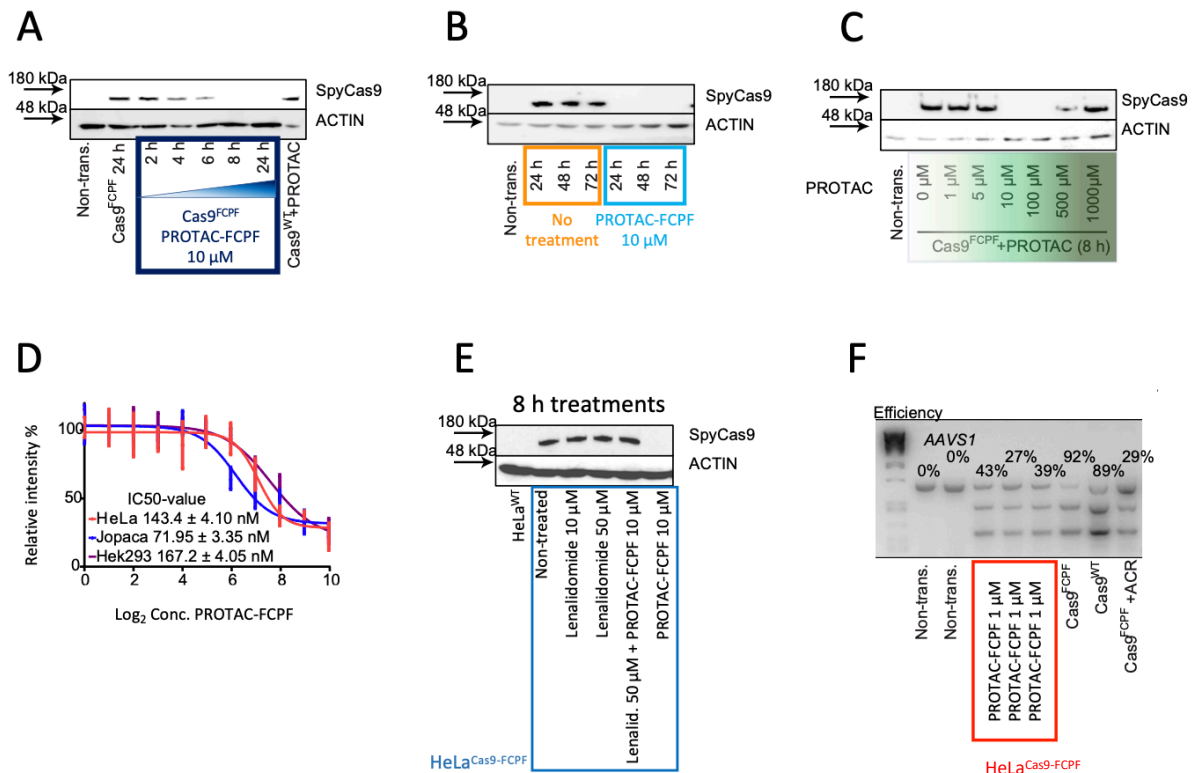 A
180 kDa
SpyCas9
48 kDa
ACTIN
Non-trans.
Cas9FCPF 24 h
2 h
4 h
6 h
8 h
24 h
Cas9WT+PROTAC
Cas9FCPF
PROTAC-FCPF
10 µM
B
180 kDa
SpyCas9
48 kDa
ACTIN
Non-trans.
24 h
48 h
72 h
24 h
48 h
72 h
No
treatment
PROTAC-FCPF
10 µM
C
180 kDa
SpyCas9
48 kDa
ACTIN
PROTAC
Non-trans.
0 µM
1 µM
5 µM
10 µM
100 µM
500 µM
1000µM
Cas9FCPF+PROTAC (8 h)
D
Relative intensity %
100
50
0
IC50-value
HeLa 143.4 ± 4.10 nM
Jopaca 71.95 ± 3.35 nM
Hek293 167.2 ± 4.05 nM
0 2 4 6 8 10
Log2 Conc. PROTAC-FCPF
E
8 h treatments
180 kDa
SpyCas9
48 kDa
ACTIN
HeLaWT
Non-treated
Lenalidomide 10 µM
Lenalidomide 50 µM
Lenalid. 50 µM + PROTAC-FCPF 10 µM
PROTAC-FCPF 10 µM
HeLaCas9-FCPF
F
Efficiency
AAVS1
0% 27% 92% 29%
0% 43% 39% 89%
Non-trans.
Non-trans.
PROTAC-FCPF 1 µM
PROTAC-FCPF 1 µM
PROTAC-FCPF 1 µM
Cas9FCPF
Cas9WT
Cas9FCPF +ACR
HeLaCas9-FCPF